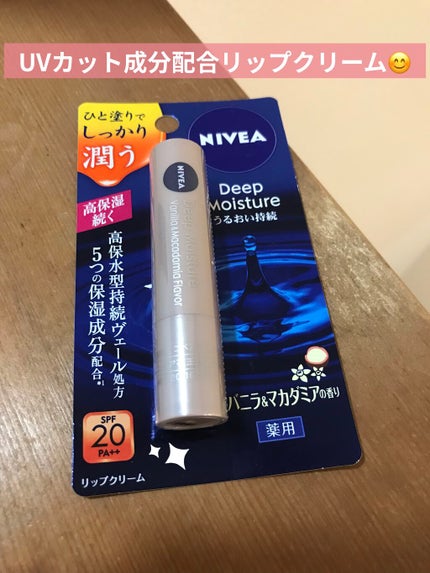 UVカット成分配合リップクリーム😊
ひと塗りで
しっかり
潤う
高保湿
続く
高保水型持続ヴェール処方
5つの保湿成分配合
SPF
20
PA++
リップクリーム
NIVEA
Deep Moisture
Vanilla&Macadamia Flavor
NIVEA
Deep
Moisture
うるおい持続
バニラ&マカダミアの香り
薬用